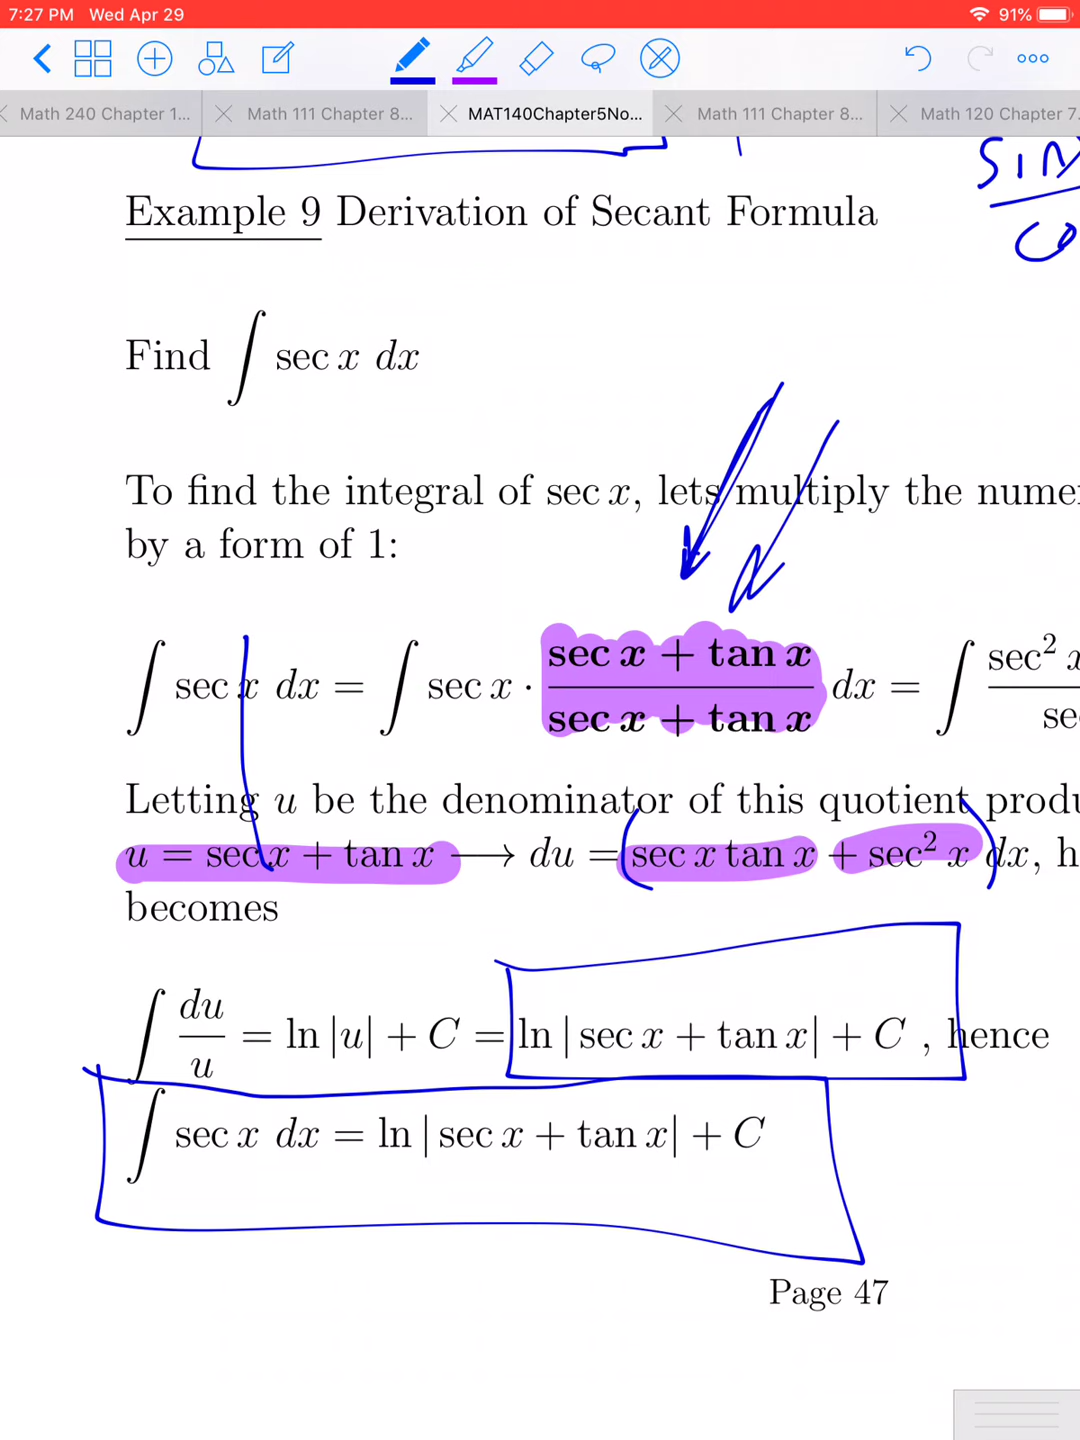 7:27 PM Wed Apr 29 91%
Math 240 Chapter 1... Math 111 Chapter 8... MAT140Chapter5No... Math 111 Chapter 8... Math 120 Chapter 7.
SIN
Example 9 Derivation of Secant Formula
CO
Find ∫ sec x dx
To find the integral of sec x, lets multiply the nume
by a form of 1:
∫ sec x dx = ∫ sec x · (sec x + tan x)/(sec x + tan x) dx = ∫ sec² x / se
Letting u be the denominator of this quotient produ
u = sec x + tan x ⟶ du = (sec x tan x + sec² x) dx, h
becomes
∫ du/u = ln |u| + C = ln | sec x + tan x| + C , hence
∫ sec x dx = ln | sec x + tan x| + C
Page 47